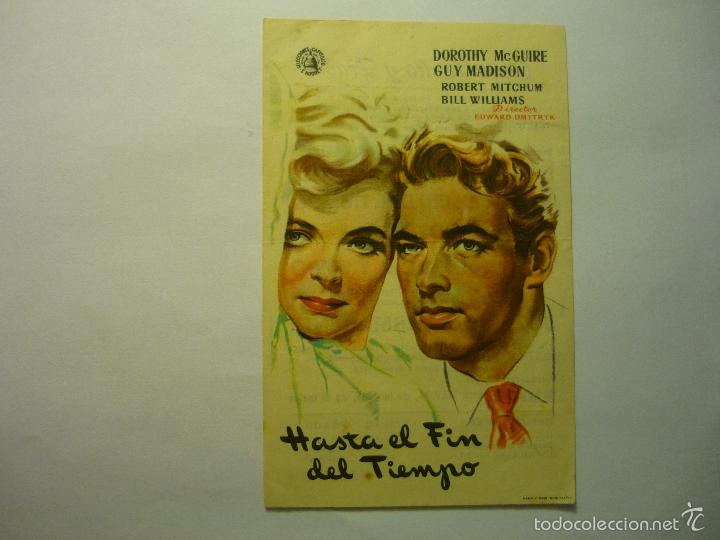 DOROTHY McGUIRE
GUY MADISON
ROBERT MITCHUM
BILL WILLIAMS
Director
EDWARD DMYTRYK
Hasta el Fin
del Tiempo
todocoleccion.net